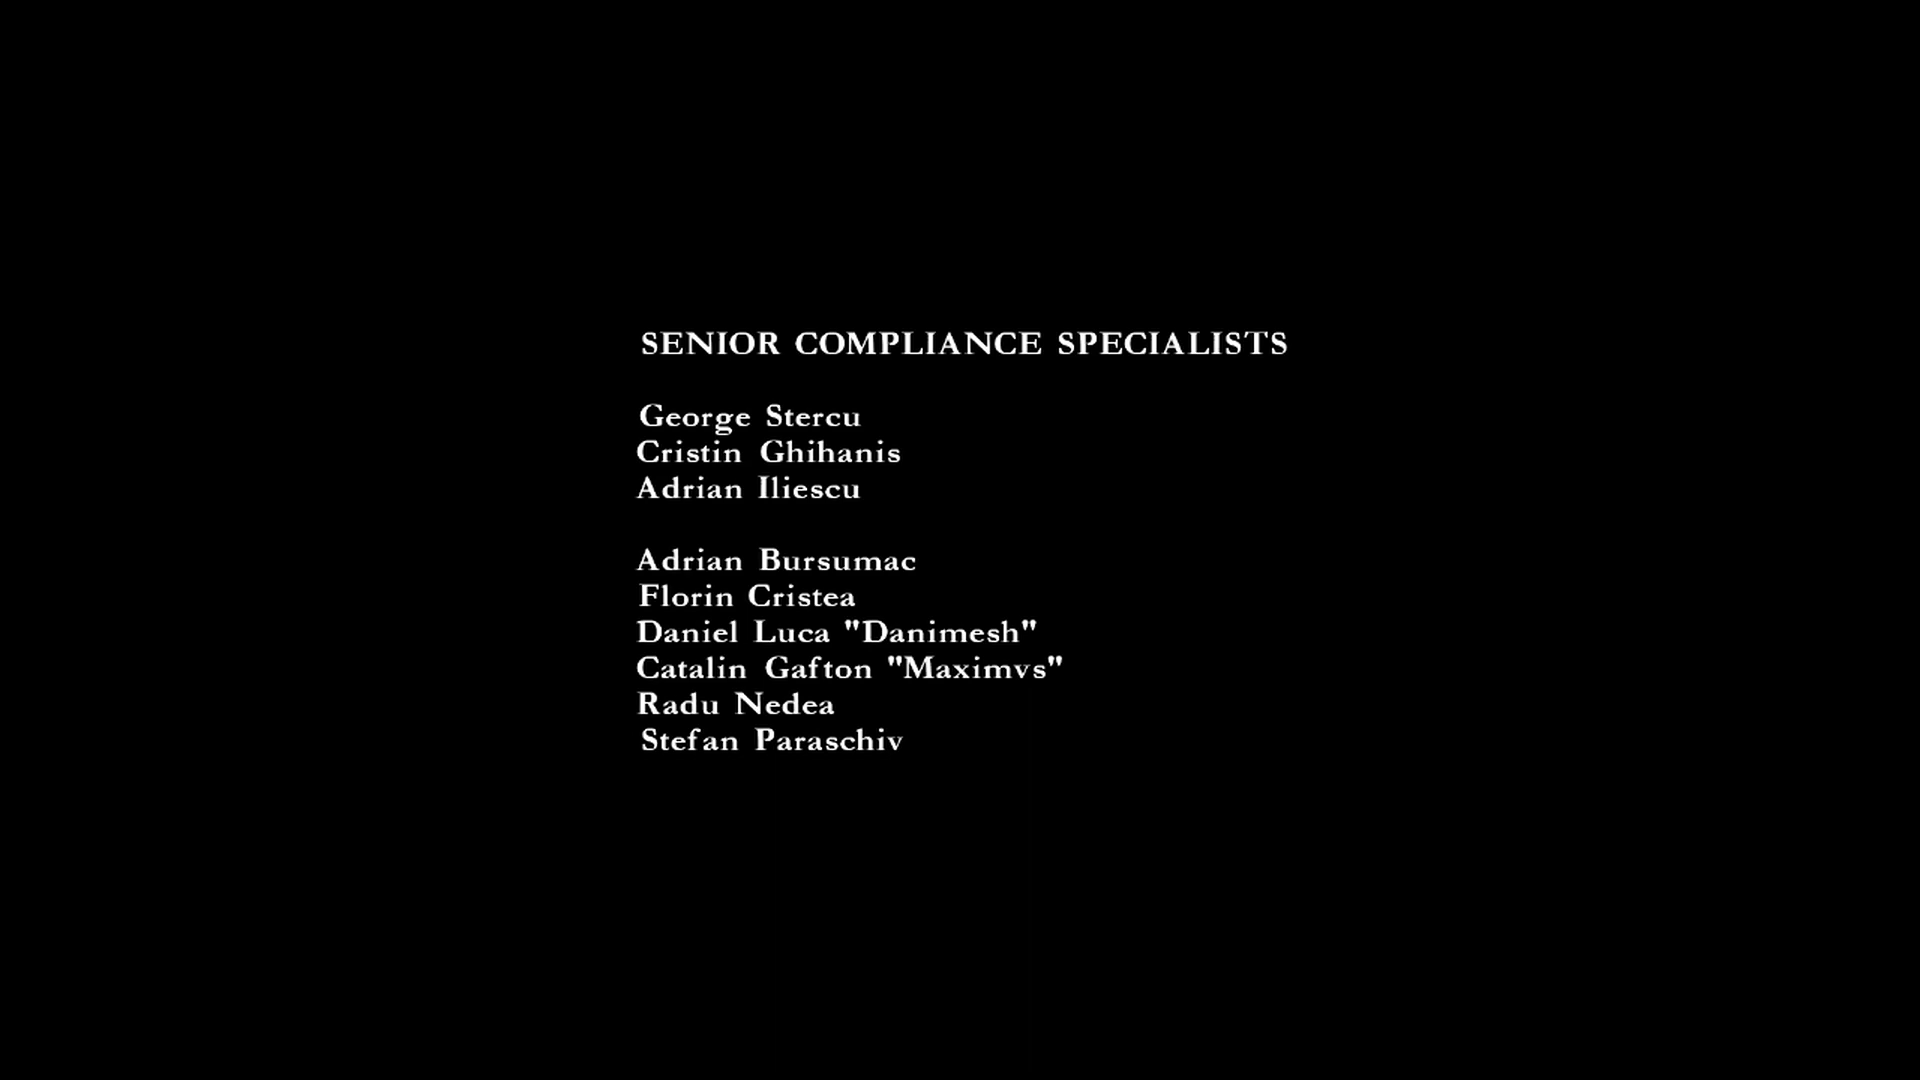 SENIOR COMPLIANCE SPECIALISTS
George Stercu
Cristin Ghihanis
Adrian Iliescu
Adrian Bursumac
Florin Cristea
Daniel Luca "Danimesh"
Catalin Gafton "Maximvs"
Radu Nedea
Stefan Paraschiv